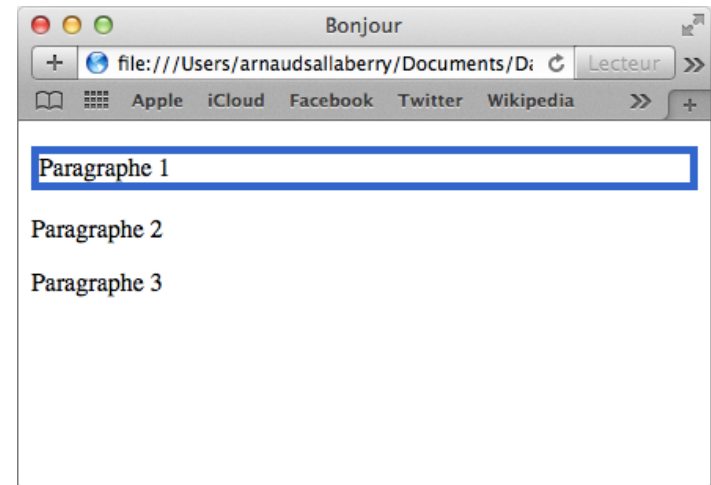 Bonjour
file:///Users/arnaudsallaberry/Documents/Da
Lecteur
Apple iCloud Facebook Twitter Wikipedia
Paragraphe 1
Paragraphe 2
Paragraphe 3